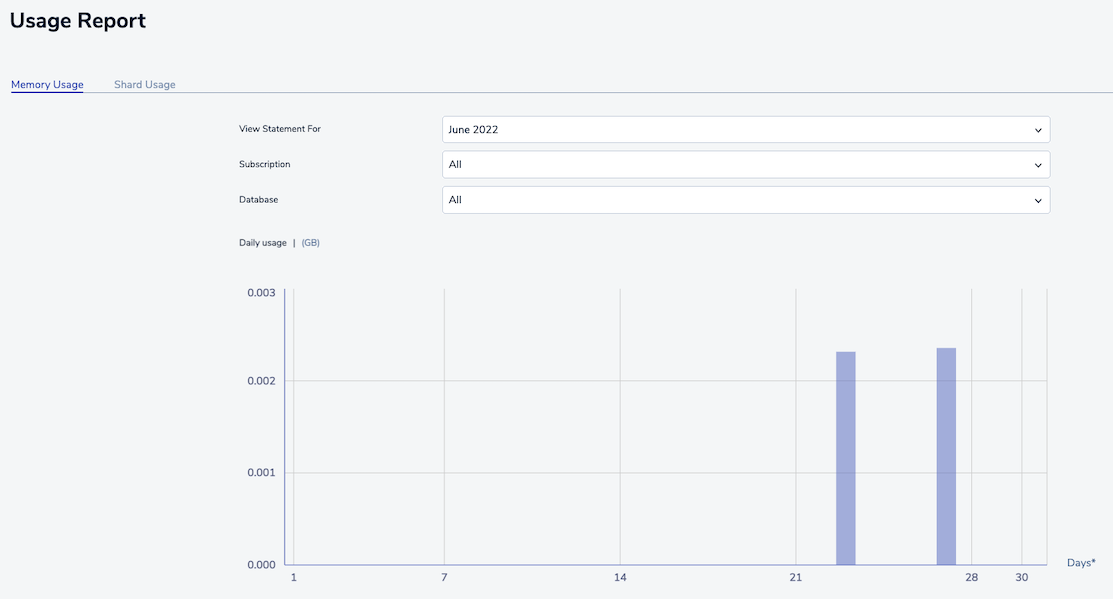 Usage Report
Memory Usage Shard Usage
View Statement For June 2022
Subscription All
Database All
Daily usage | (GB)
0.003
0.002
0.001
0.000
Days*
1 7 14 21 28 30